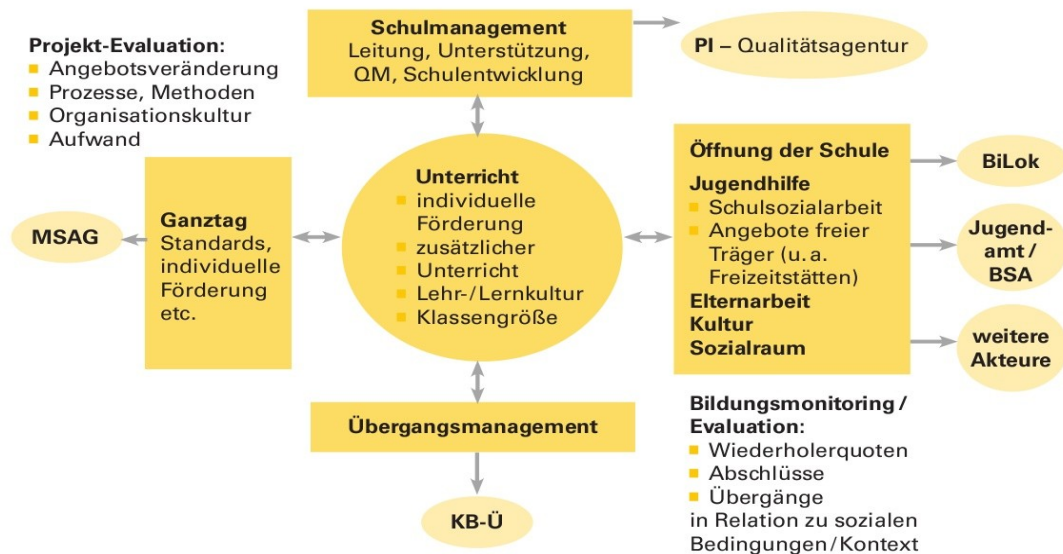 Schulmanagement
Leitung, Unterstützung,
QM, Schulentwicklung
PI – Qualitätsagentur
Projekt-Evaluation:
Angebotsveränderung
Prozesse, Methoden
Organisationskultur
Aufwand
MSAG
Ganztag
Standards,
individuelle
Förderung
etc.
Unterricht
individuelle
Förderung
zusätzlicher
Unterricht
Lehr-/Lernkultur
Klassengröße
Öffnung der Schule
Jugendhilfe
Schulsozialarbeit
Angebote freier
Träger (u. a.
Freizeitstätten)
Elternarbeit
Kultur
Sozialraum
BiLok
Jugend-
amt /
BSA
weitere
Akteure
Übergangsmanagement
KB-Ü
Bildungsmonitoring /
Evaluation:
Wiederholerquoten
Abschlüsse
Übergänge
in Relation zu sozialen
Bedingungen / Kontext